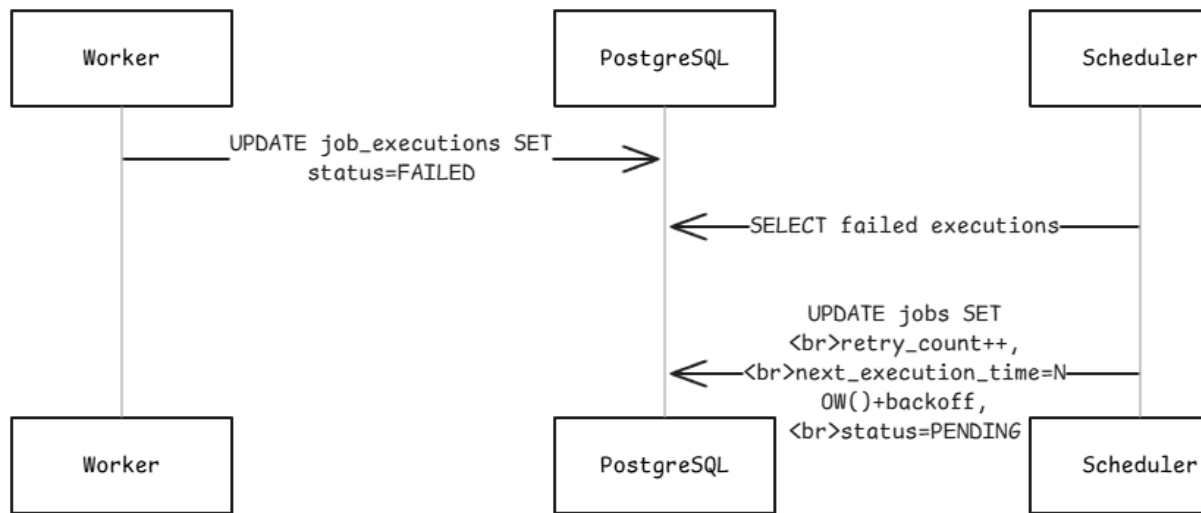 Worker
PostgreSQL
Scheduler
UPDATE job_executions SET
status=FAILED
SELECT failed executions
UPDATE jobs SET
<br>retry_count++,
<br>next_execution_time=N
OW()+backoff,
<br>status=PENDING
Worker
PostgreSQL
Scheduler